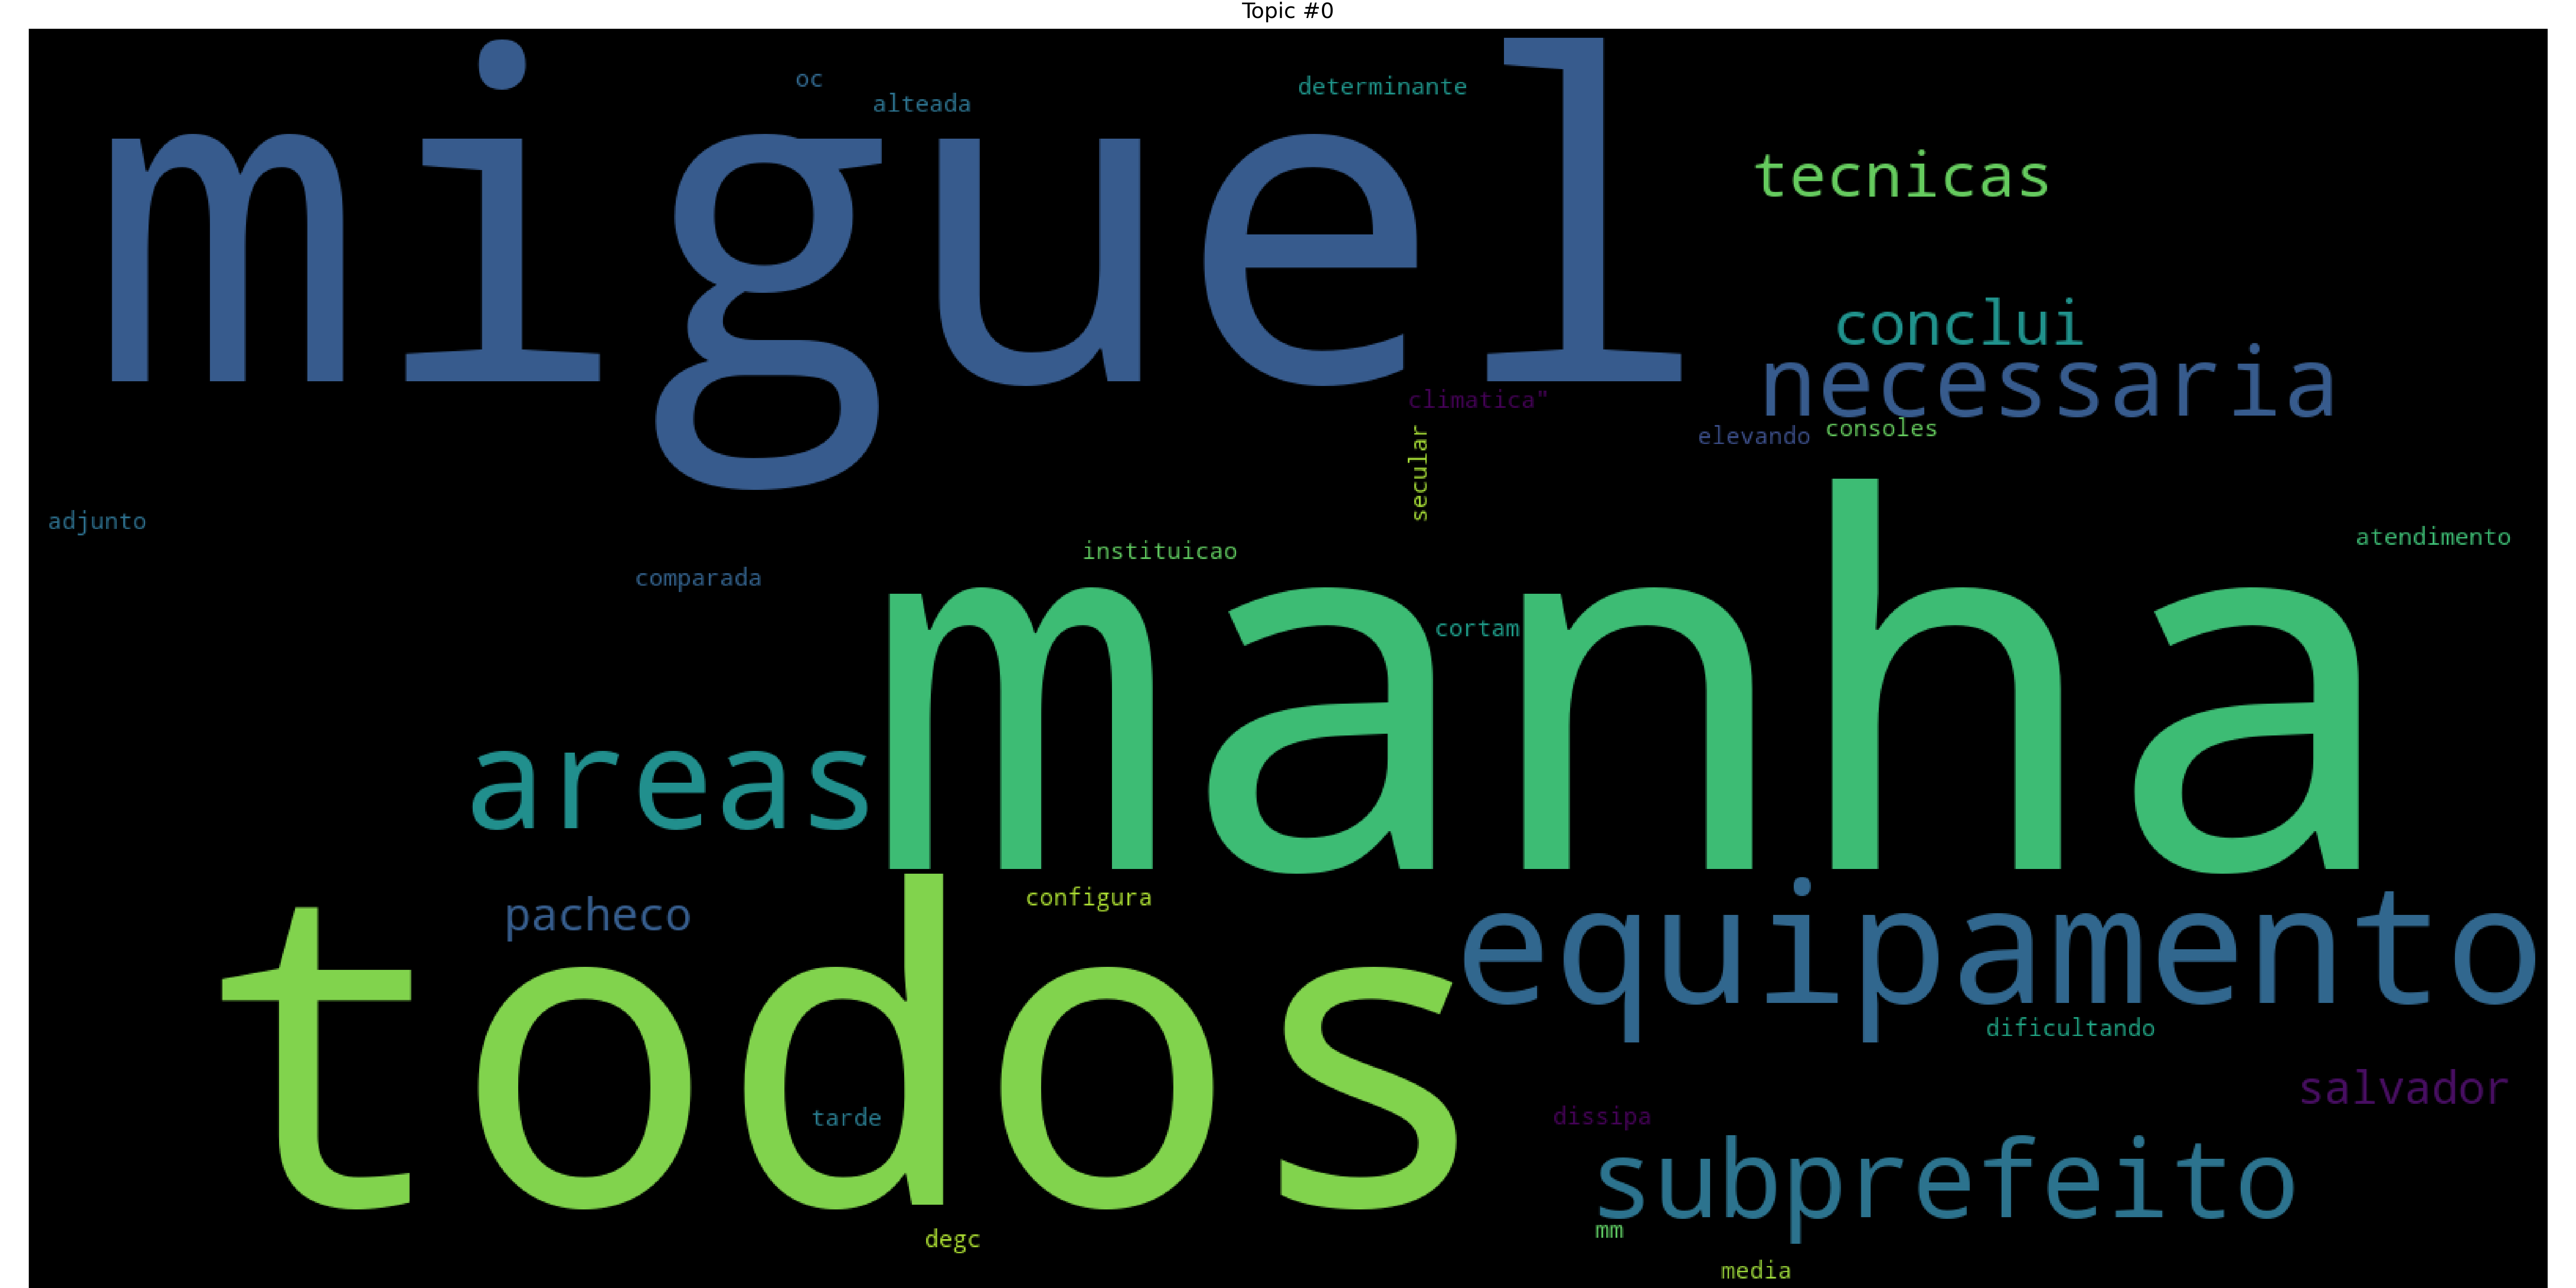 Topic #0
miguel
oc
alteada
determinante
tecnicas
conclui
necessaria
climatica"
elevando
consoles
secular
adjunto
instituicao
atendimento
comparada
manha
cortam
areas
todos
pacheco
configura
equipamento
dificultando
salvador
tarde
dissipa
subprefeito
degc
mm
media